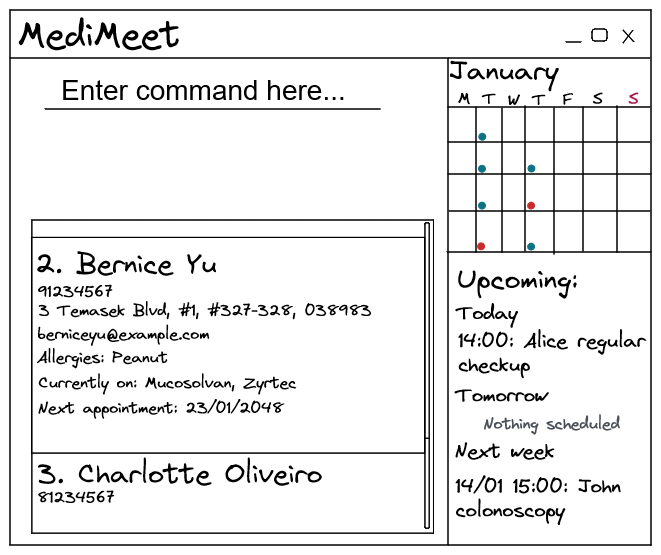 MediMeet
Enter command here...
2. Bernice Yu
91234567
3 Temasek Blvd, #1, #327-328, 038983
berniceyu@example.com
Allergies: Peanut
Currently on: Mucosolvan, Zyrtec
Next appointment: 23/01/2048
3. Charlotte Oliveiro
81234567
January
M T W T F S S
Upcoming:
Today
14:00: Alice regular
checkup
Tomorrow
Nothing scheduled
Next week
14/01 15:00: John
colonoscopy